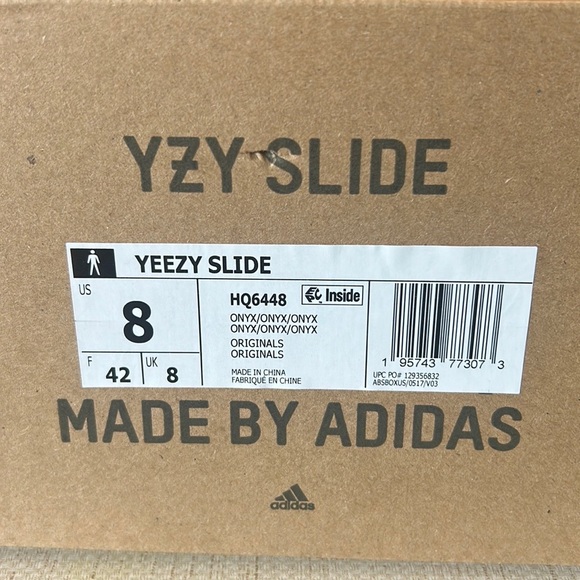 YZY SLIDE
YEEZY SLIDE
US
8
F 42
UK 8
HQ6448 Inside
ONYX/ONYX/ONYX
ONYX/ONYX/ONYX
ORIGINALS
ORIGINALS
MADE IN CHINA
FABRIQUÉ EN CHINE
1 95743 77307 3
UPC PO# 129356832
ABSBOXUS/0517/V03
MADE BY ADIDAS
adidas